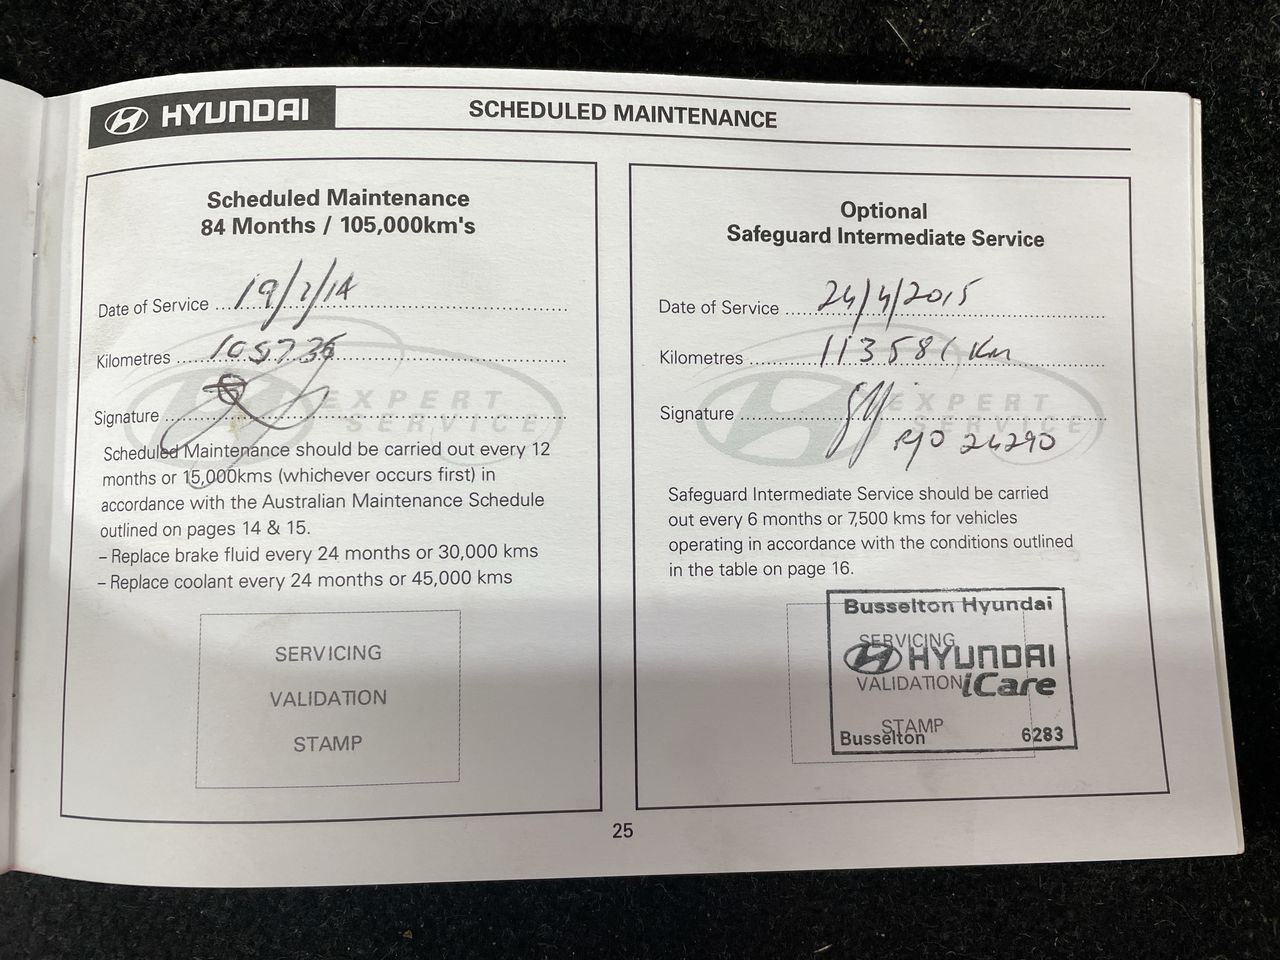 HYUNDAI
SCHEDULED MAINTENANCE
Scheduled Maintenance
84 Months / 105,000km's
Date of Service
Kilometres 105736
Signature
EXPERT
SERVICE
Scheduled Maintenance should be carried out every 12
months or 15,000kms (whichever occurs first) in
accordance with the Australian Maintenance Schedule
outlined on pages 14 & 15.
– Replace brake fluid every 24 months or 30,000 kms
– Replace coolant every 24 months or 45,000 kms
SERVICING
VALIDATION
STAMP
Optional
Safeguard Intermediate Service
Date of Service 24/4/2015
Kilometres 113581 Km
Signature
EXPERT
SERVICE
R/O 24290
Safeguard Intermediate Service should be carried
out every 6 months or 7,500 kms for vehicles
operating in accordance with the conditions outlined
in the table on page 16.
Busselton Hyundai
SERVICING
HYUNDAI
VALIDATION iCare
STAMP
Busselton 6283
25